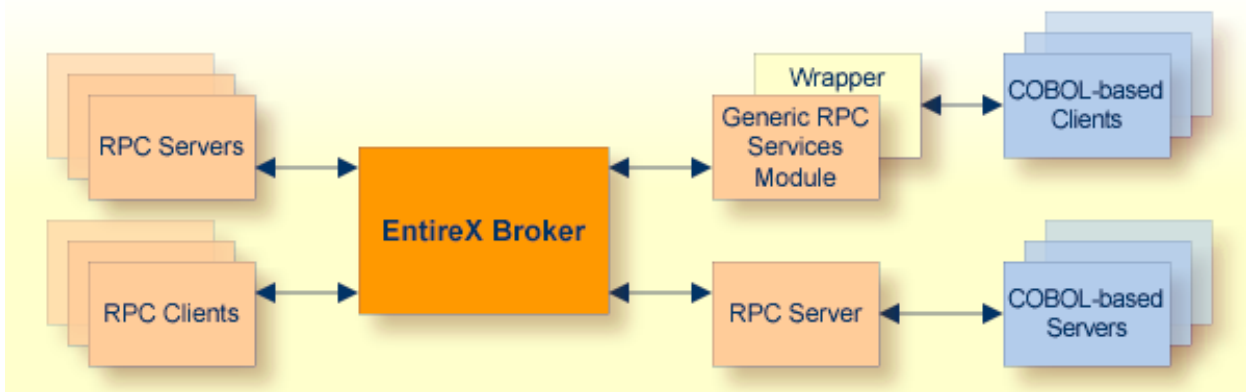 Wrapper
COBOL-based
Clients
Generic RPC
Services
Module
RPC Servers
EntireX Broker
RPC Clients
RPC Server
COBOL-based
Servers